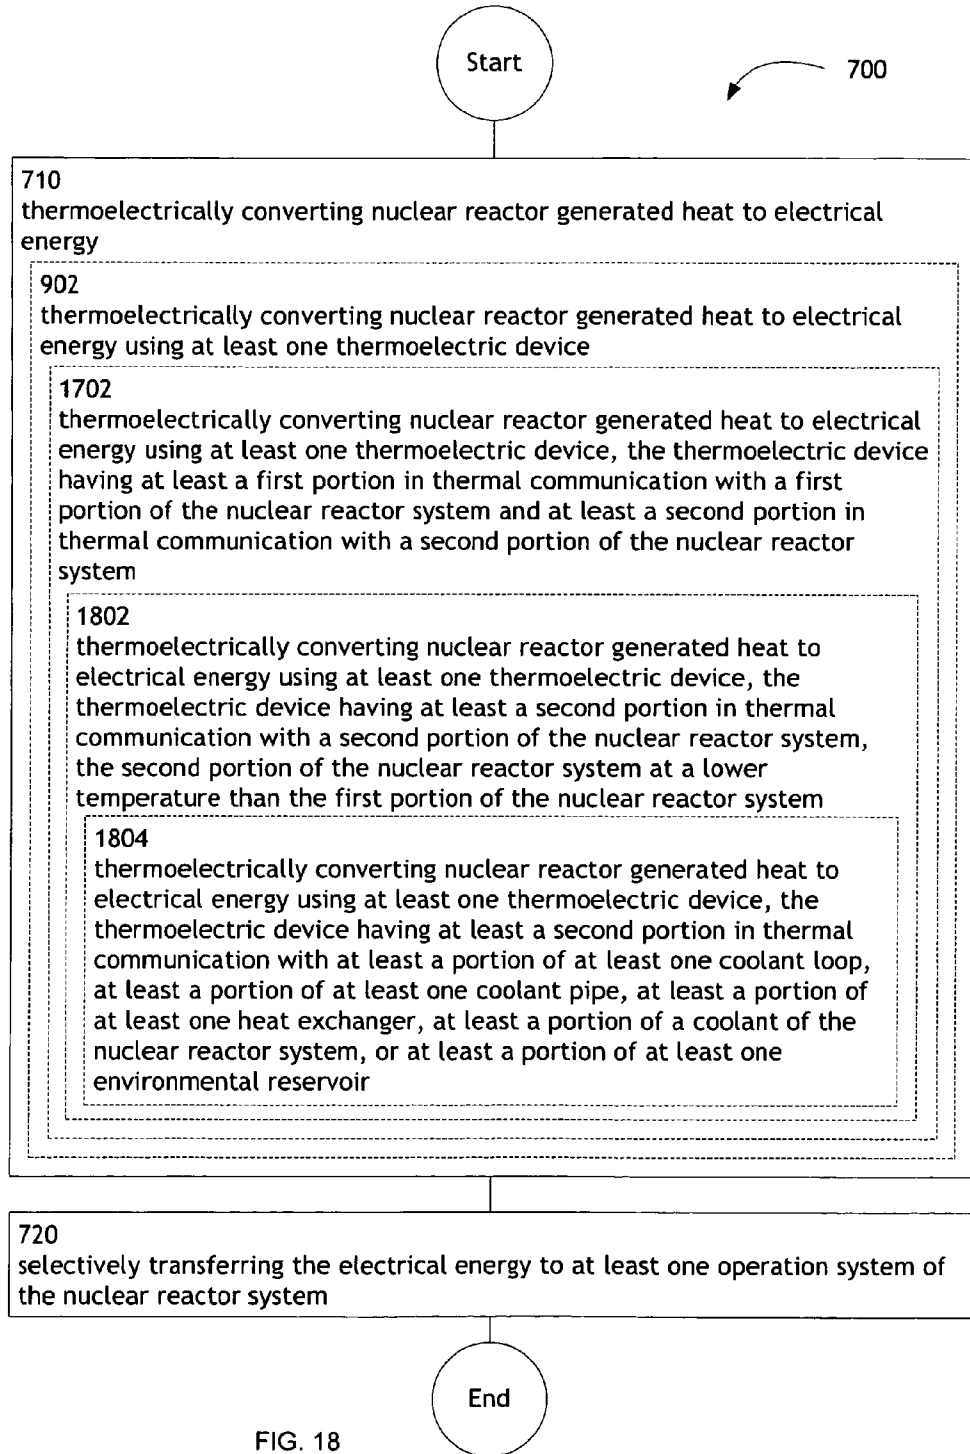 Start
700
710
thermoelectrically converting nuclear reactor generated heat to electrical
energy
902
thermoelectrically converting nuclear reactor generated heat to electrical
energy using at least one thermoelectric device
1702
thermoelectrically converting nuclear reactor generated heat to electrical
energy using at least one thermoelectric device, the thermoelectric device
having at least a first portion in thermal communication with a first
portion of the nuclear reactor system and at least a second portion in
thermal communication with a second portion of the nuclear reactor
system
1802
thermoelectrically converting nuclear reactor generated heat to
electrical energy using at least one thermoelectric device, the
thermoelectric device having at least a second portion in thermal
communication with a second portion of the nuclear reactor system,
the second portion of the nuclear reactor system at a lower
temperature than the first portion of the nuclear reactor system
1804
thermoelectrically converting nuclear reactor generated heat to
electrical energy using at least one thermoelectric device, the
thermoelectric device having at least a second portion in thermal
communication with at least a portion of at least one coolant loop,
at least a portion of at least one coolant pipe, at least a portion of
at least one heat exchanger, at least a portion of a coolant of the
nuclear reactor system, or at least a portion of at least one
environmental reservoir
720
selectively transferring the electrical energy to at least one operation system of
the nuclear reactor system
End
FIG. 18